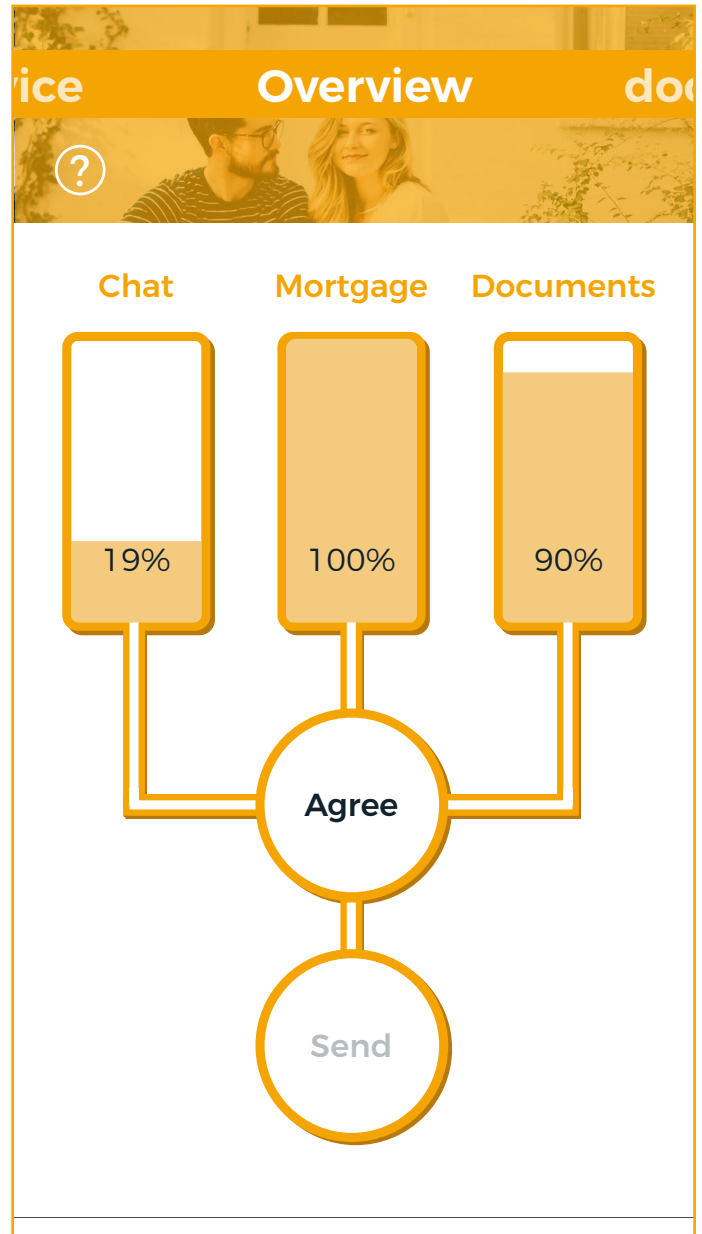 ice Overview doc
?
Chat Mortgage Documents
19% 100% 90%
Agree
Send